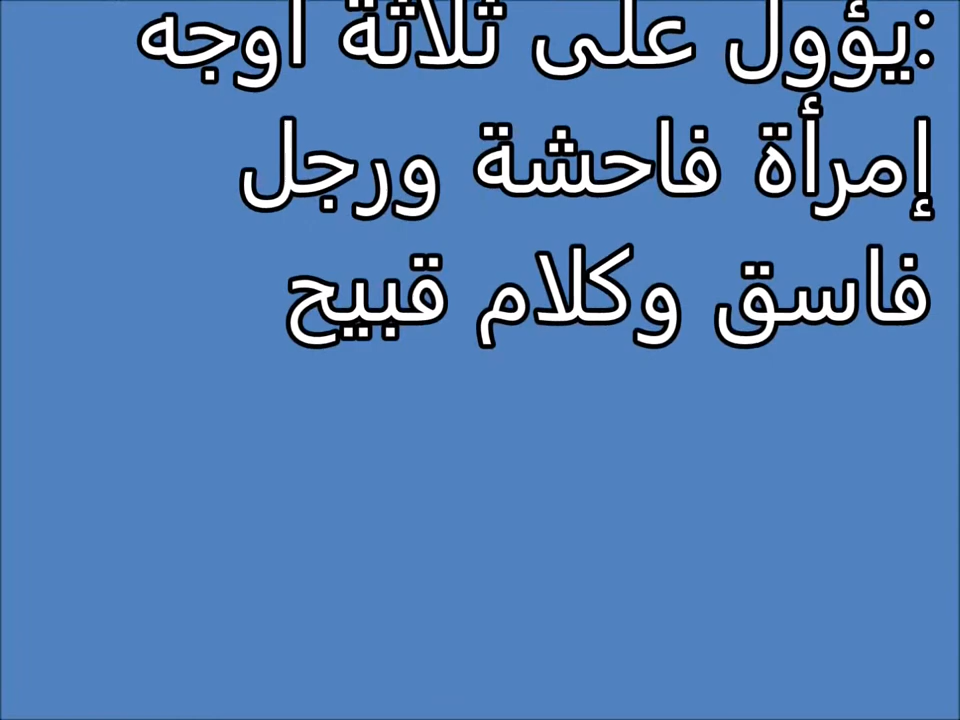 :يؤول على ثلاثة أوجه
إمرأة فاحشة ورجل
فاسق وكلام قبيح